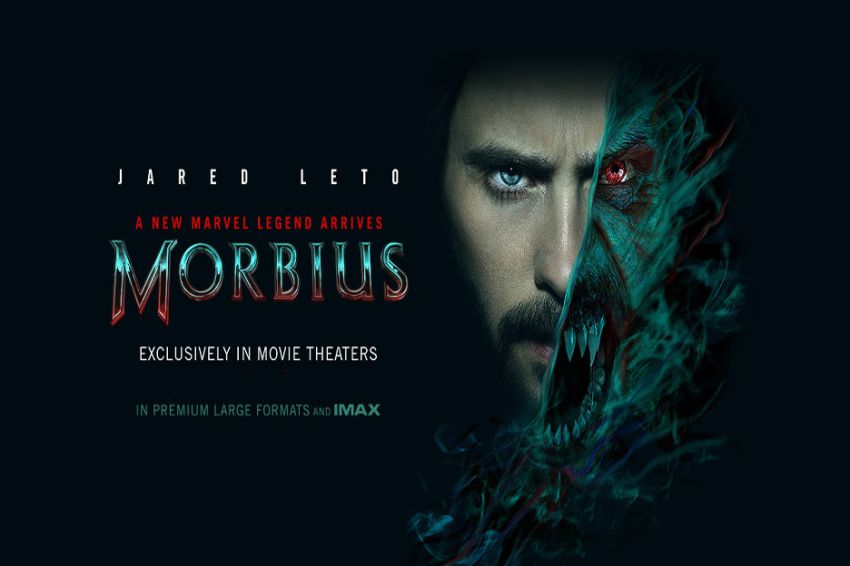 JARED LETO
A NEW MARVEL LEGEND ARRIVES
MORBIUS
EXCLUSIVELY IN MOVIE THEATERS
IN PREMIUM LARGE FORMATS AND IMAX